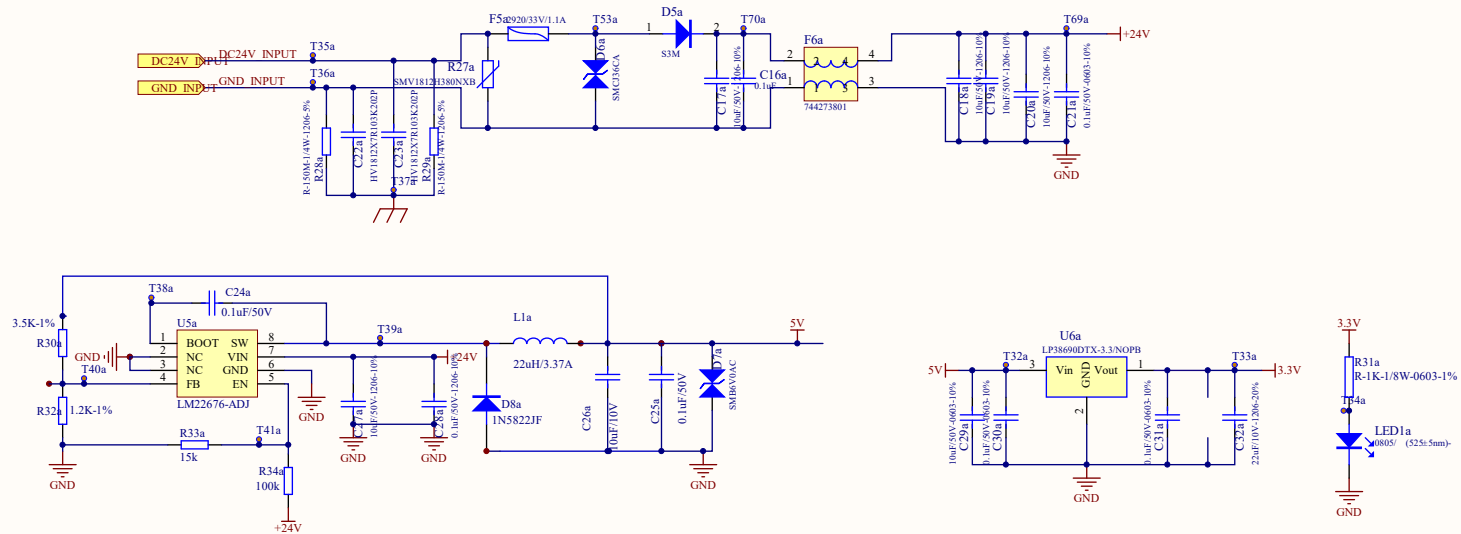 DC24V_INPUT
DC24V_INPUT
GND_INPUT
GND_INPUT
T35a
T36a
R28a
R-150M-1/4W-1206-5%
C22a
HV1812X7R103K202P
C23a
HV1812X7R103K202P
R29a
R-150M-1/4W-1206-5%
T37a
F5a
2920/33V/1.1A
R27a
SMV1812H380NXB
T53a
D6a
SMCJ36CA
D5a
1
2
S3M
T70a
C17a
10uF/50V-1206-10%
C16a
0.1uF
F6a
2
4
2
4
1
3
1
3
744273801
C18a
10uF/50V-1206-10%
C19a
10uF/50V-1206-10%
C20a
10uF/50V-1206-10%
T69a
C21a
0.1uF/50V-0603-10%
+24V
GND
T38a
C24a
0.1uF/50V
3.5K-1%
R30a
U5a
1
2
3
4
BOOT
NC
NC
FB
SW
VIN
GND
EN
8
7
6
5
LM22676-ADJ
GND
T40a
R32a
1.2K-1%
R33a
15k
T41a
R34a
100k
GND
+24V
GND
T39a
+24V
C27a
10uF/50V-1206-10%
C28a
0.1uF/50V-1206-10%
GND
GND
D8a
1N5822JF
L1a
22uH/3.37A
C26a
10uF/10V
C25a
0.1uF/50V
D7a
SMB6V0AC
5V
GND
5V
T32a
C29a
10uF/50V-0603-10%
C30a
0.1uF/50V-0603-10%
U6a
LP38690DTX-3.3/NOPB
3
Vin
GND
Vout
1
2
GND
C31a
0.1uF/50V-0603-10%
T33a
C32a
22uF/10V-1206-20%
3.3V
3.3V
R31a
R-1K-1/8W-0603-1%
T34a
LED1a
0805/ (525±5nm)-
GND